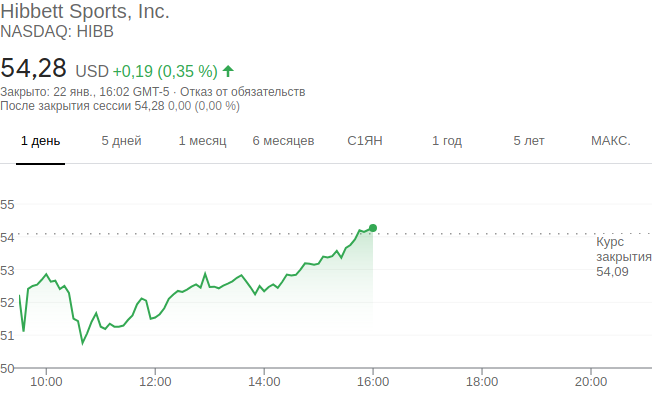 Hibbett Sports, Inc.
NASDAQ: HIBB
54,28 USD +0,19 (0,35 %)
Закрыто: 22 янв., 16:02 GMT-5 · Отказ от обязательств
После закрытия сессии 54,28 0,00 (0,00 %)
1 день 5 дней 1 месяц 6 месяцев С1ЯН 1 год 5 лет МАКС.
55
54
53
52
51
50
Курс
закрытия
54,09
10:00 12:00 14:00 16:00 18:00 20:00